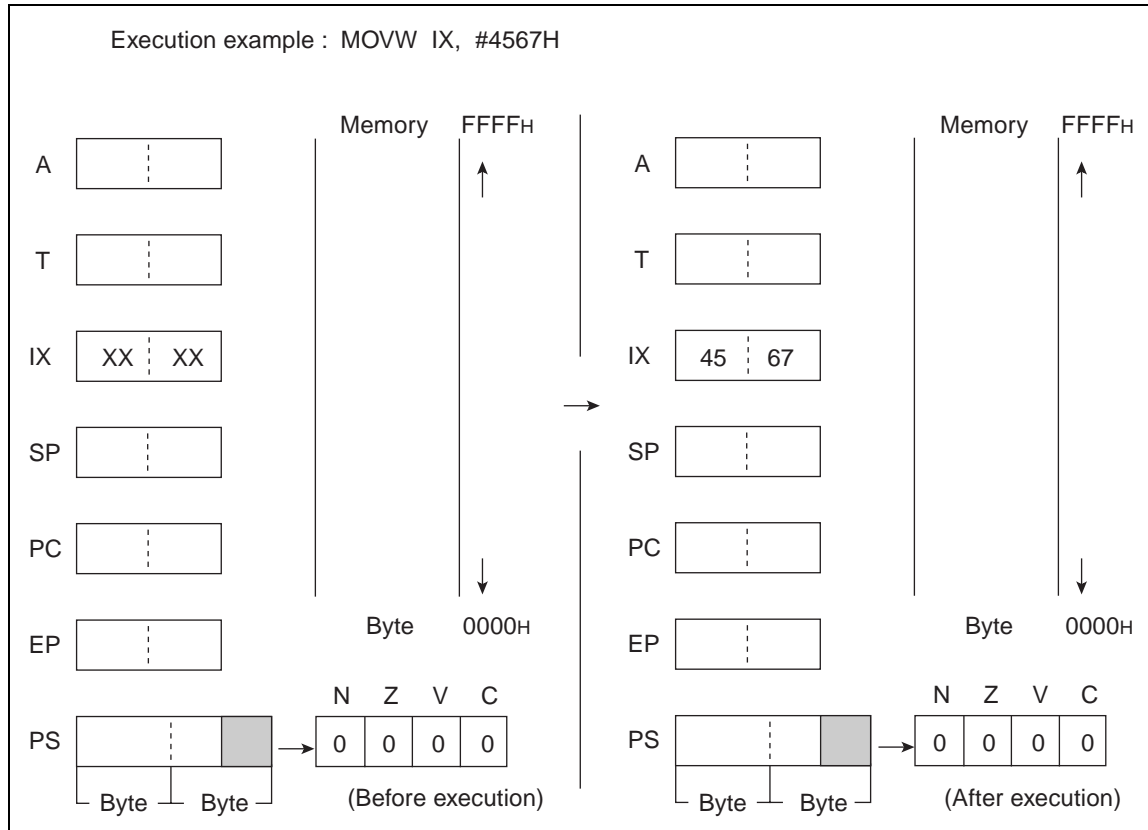 Execution example : MOVW IX, #4567H
Memory FFFFH
A
T
IX XX XX
SP
PC
EP
Byte 0000H
N Z V C
PS 0 0 0 0
Byte Byte
(Before execution)
Memory FFFFH
A
T
IX 45 67
SP
PC
EP
Byte 0000H
N Z V C
PS 0 0 0 0
Byte Byte
(After execution)